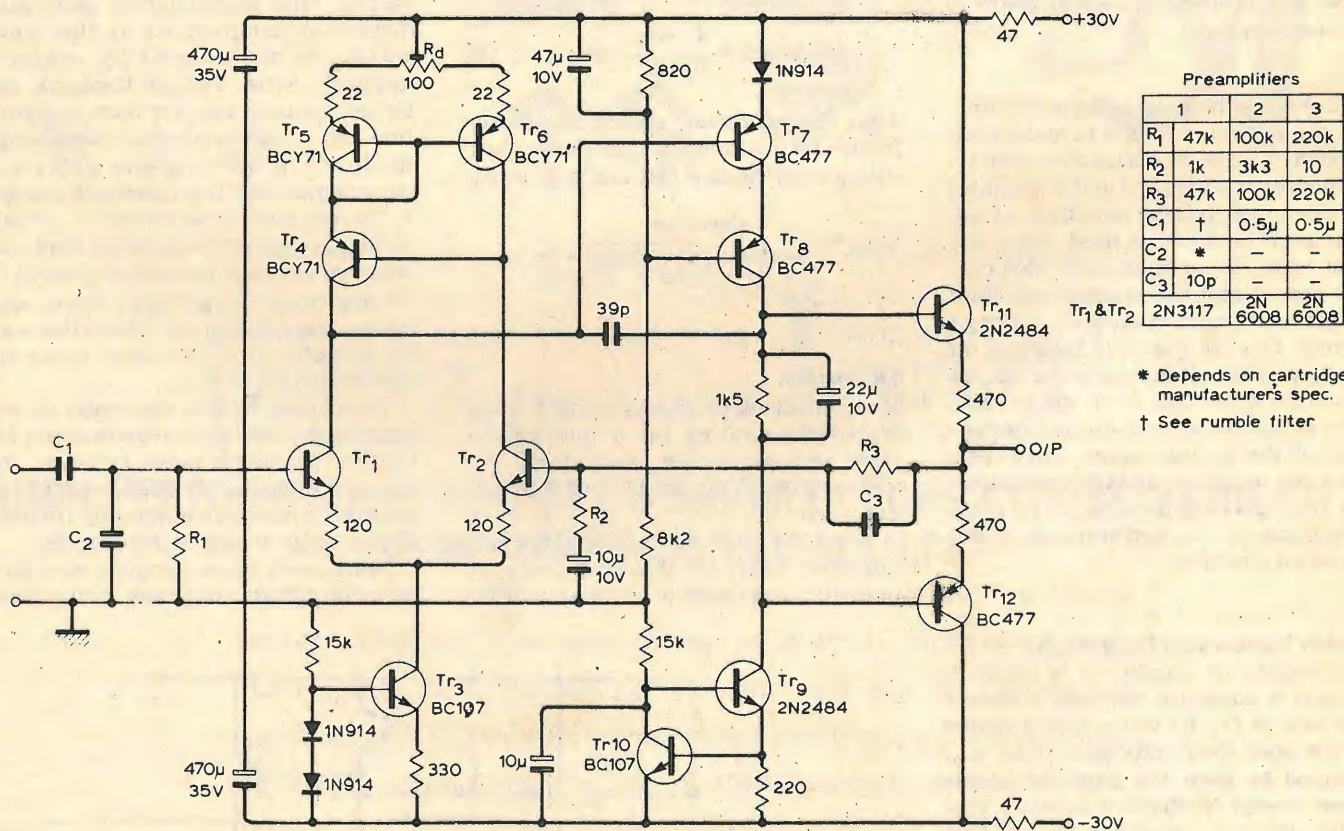 470μ
35V
Rd
100
22
22
Tr5
BCY71
Tr6
BCY71
47μ
10V
820
1N914
47
+30V
Tr7
BC477
Tr4
BCY71
Tr8
BC477
39p
Tr11
2N2484
1k5
22μ
10V
470
O/P
C1
Tr1
Tr2
R3
C3
120
120
R2
10μ
10V
8k2
470
C2
R1
Tr12
BC477
15k
15k
Tr3
BC107
Tr9
2N2484
Tr10
BC107
470μ
35V
1N914
1N914
330
10μ
220
47
-30V
Preamplifiers
1 2 3
R1 47k 100k 220k
R2 1k 3k3 10
R3 47k 100k 220k
C1 † 0·5μ 0·5μ
C2 * – –
C3 10p – –
Tr1 & Tr2 2N3117 2N 6008 2N 6008
* Depends on cartridge
manufacturers spec.
† See rumble filter